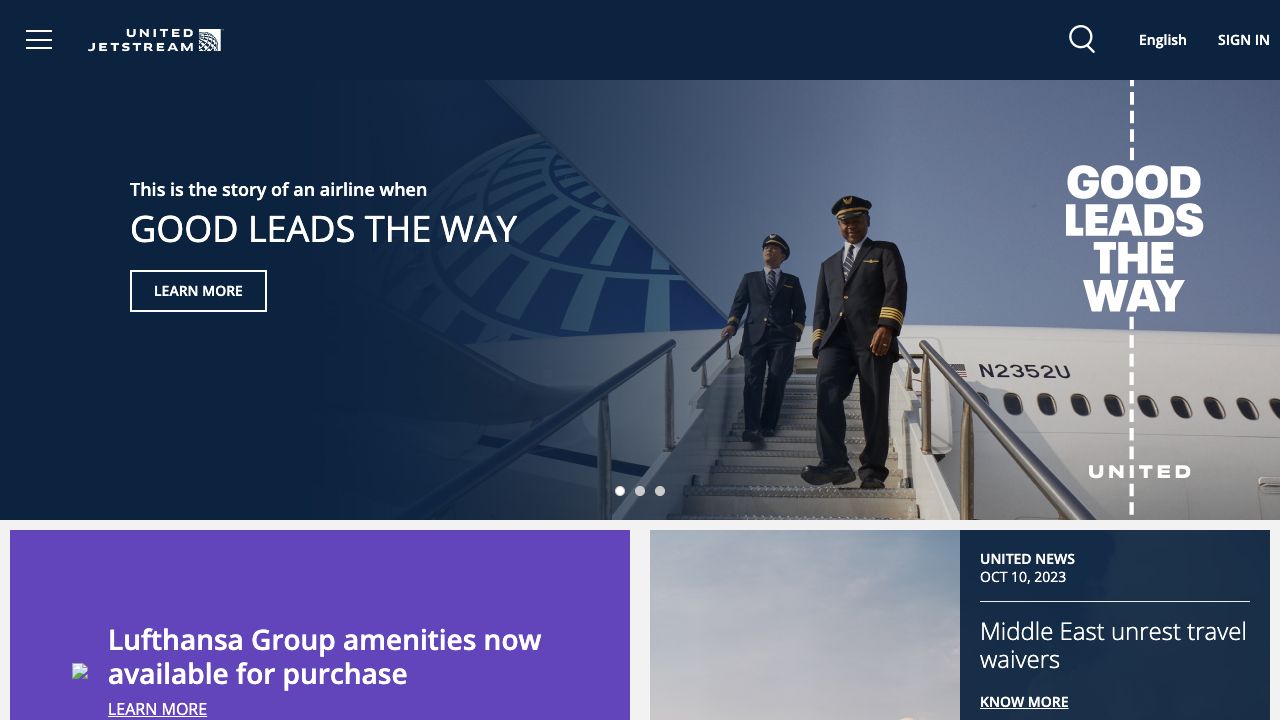 UNITED
JETSTREAM
English
SIGN IN
This is the story of an airline when
GOOD LEADS THE WAY
LEARN MORE
GOOD
LEADS
THE
WAY
N2352U
UNITED
Lufthansa Group amenities now
available for purchase
LEARN MORE
UNITED NEWS
OCT 10, 2023
Middle East unrest travel
waivers
KNOW MORE